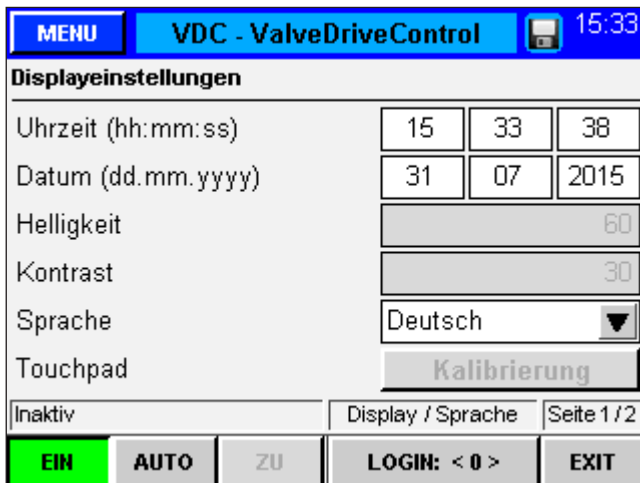 MENU VDC - ValveDriveControl 15:33
Displayeinstellungen
Uhrzeit (hh:mm:ss) 15 33 38
Datum (dd.mm.yyyy) 31 07 2015
Helligkeit 60
Kontrast 30
Sprache Deutsch
Touchpad Kalibrierung
Inaktiv Display / Sprache Seite 1 / 2
EIN AUTO ZU LOGIN: < 0 > EXIT